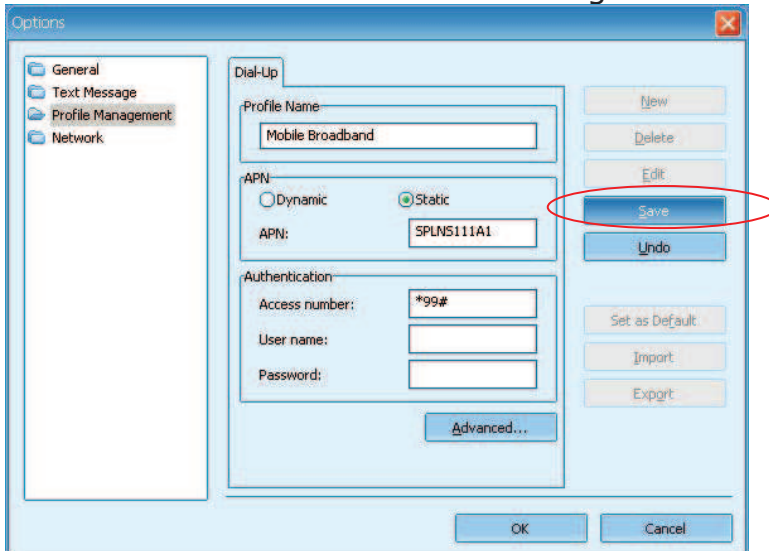 Options
General
Text Message
Profile Management
Network
Dial-Up
Profile Name
Mobile Broadband
APN
Dynamic
Static
APN:
SPLNS111A1
Authentication
Access number:
*99#
User name:
Password:
Advanced...
New
Delete
Edit
Save
Undo
Set as Default
Import
Export
OK
Cancel